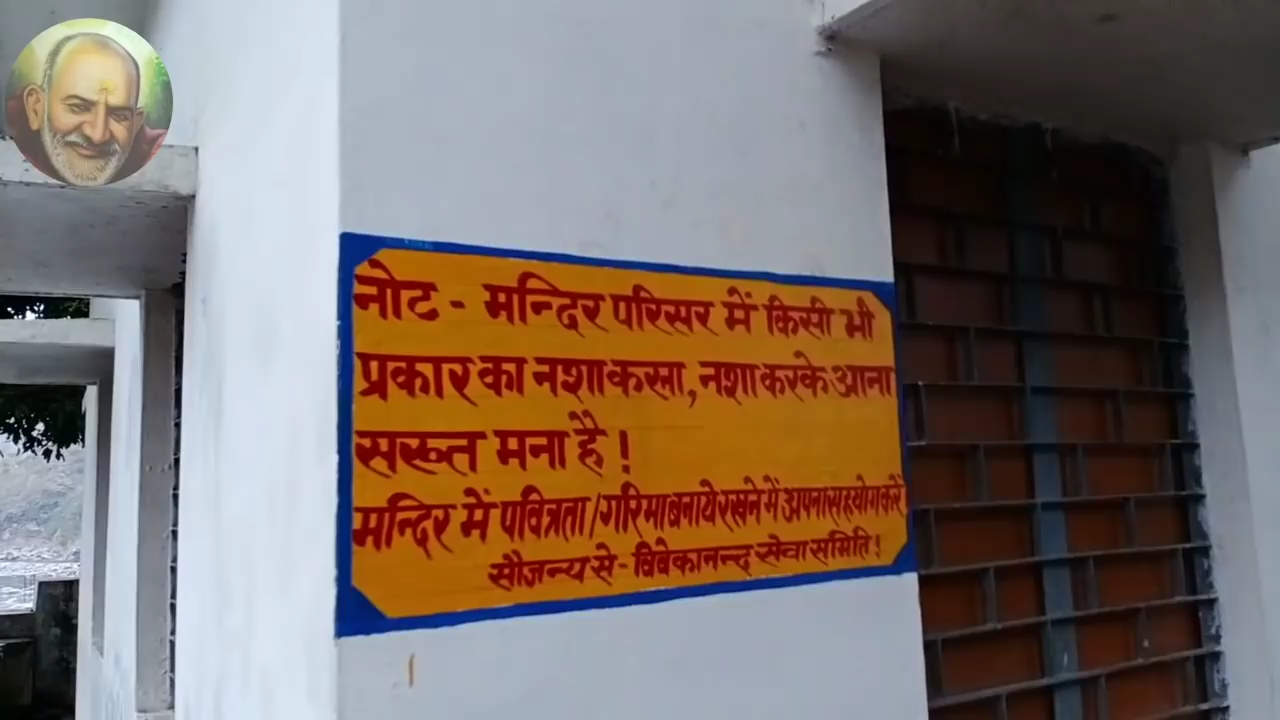 नोट - मन्दिर परिसर में किसी भी
प्रकार का नशा करना, नशा करके आना
सख्त मना है !
मन्दिर में पवित्रता/गरिमा बनाये रखने में अपना सहयोग करें
सौजन्य से - विवेकानन्द सेवा समिति !